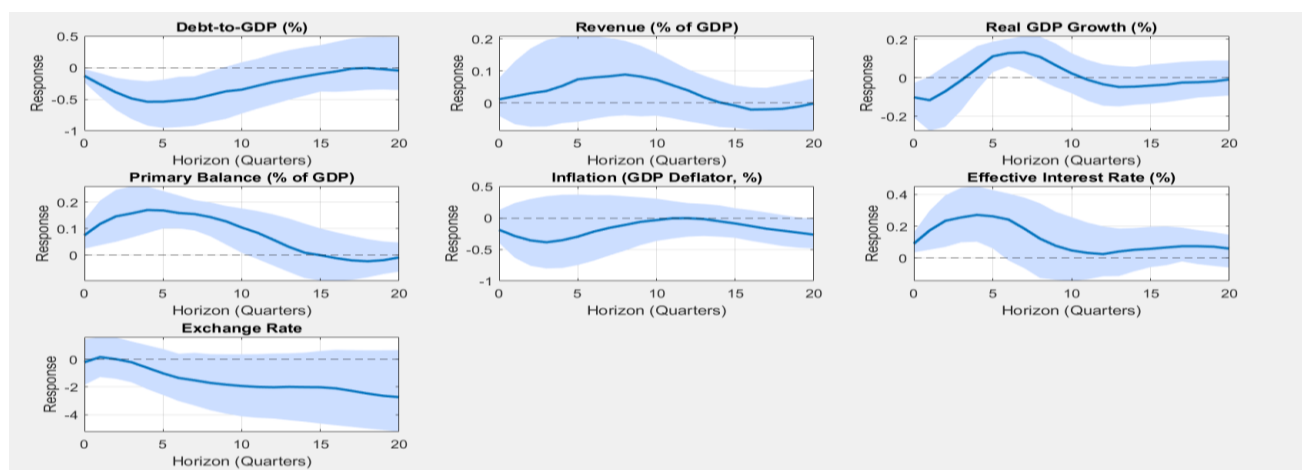 Debt-to-GDP (%)
0.5
0
-0.5
-1
Response
0 5 10 15 20
Horizon (Quarters)
Revenue (% of GDP)
0.2
0.1
0
Response
0 5 10 15 20
Horizon (Quarters)
Real GDP Growth (%)
0.2
0
-0.2
Response
0 5 10 15 20
Horizon (Quarters)
Primary Balance (% of GDP)
0.2
0.1
0
Response
0 5 10 15 20
Horizon (Quarters)
Inflation (GDP Deflator, %)
0.5
0
-0.5
-1
Response
0 5 10 15 20
Horizon (Quarters)
Effective Interest Rate (%)
0.4
0.2
0
Response
0 5 10 15 20
Horizon (Quarters)
Exchange Rate
0
-2
-4
Response
0 5 10 15 20
Horizon (Quarters)